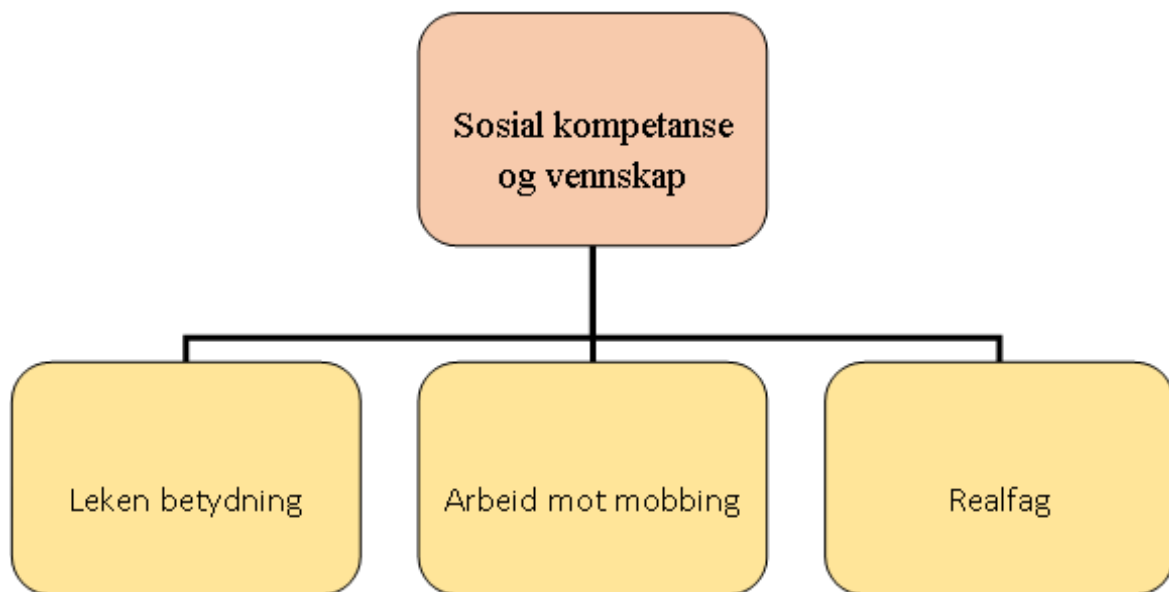 Sosial kompetanse
og vennskap
Leken betydning
Arbeid mot mobbing
Realfag